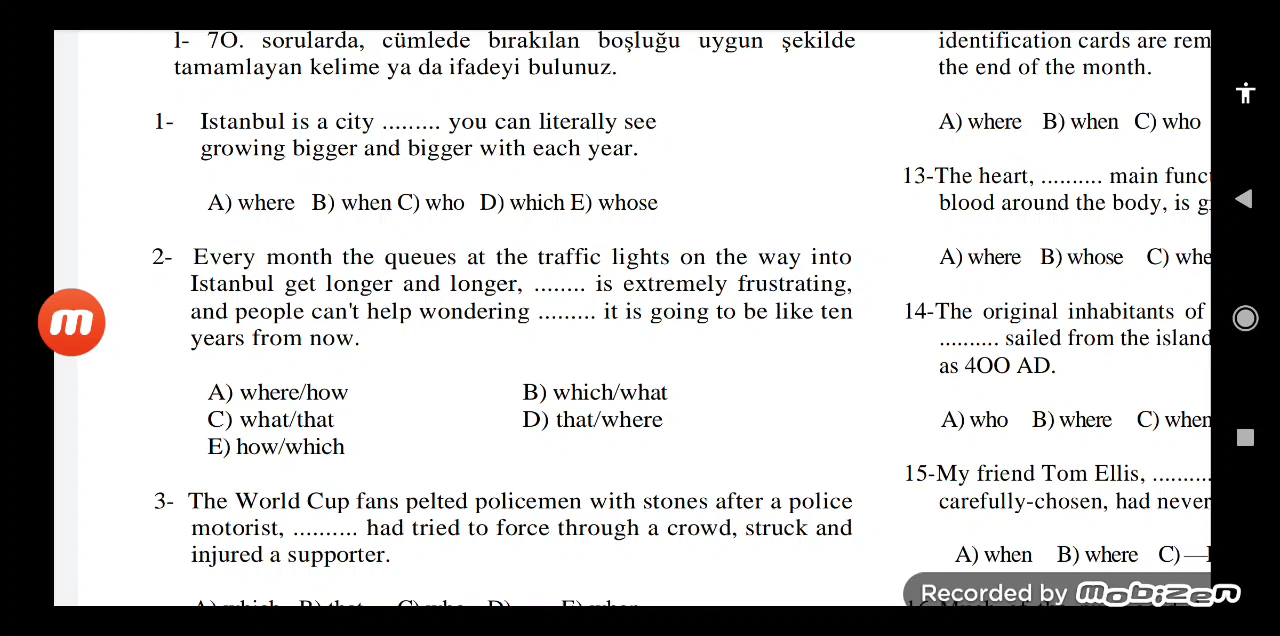 l- 7O. sorularda, cümlede bırakılan boşluğu uygun şekilde
tamamlayan kelime ya da ifadeyi bulunuz.
1- Istanbul is a city ......... you can literally see
growing bigger and bigger with each year.
A) where B) when C) who D) which E) whose
2- Every month the queues at the traffic lights on the way into
Istanbul get longer and longer, ........ is extremely frustrating,
and people can't help wondering ......... it is going to be like ten
years from now.
A) where/how B) which/what
C) what/that D) that/where
E) how/which
3- The World Cup fans pelted policemen with stones after a police
motorist, .......... had tried to force through a crowd, struck and
injured a supporter.
identification cards are
the end of the month.
A) where B) when C) who
13-The heart, .......... main
blood around the body, is
A) where B) whose C)
14-The original inhabitants of
.......... sailed from the island
as 4OO AD.
A) who B) where C) when
15-My friend Tom Ellis, ..........
carefully-chosen, had never
A) when B) where C)—
m
Recorded by mobizen